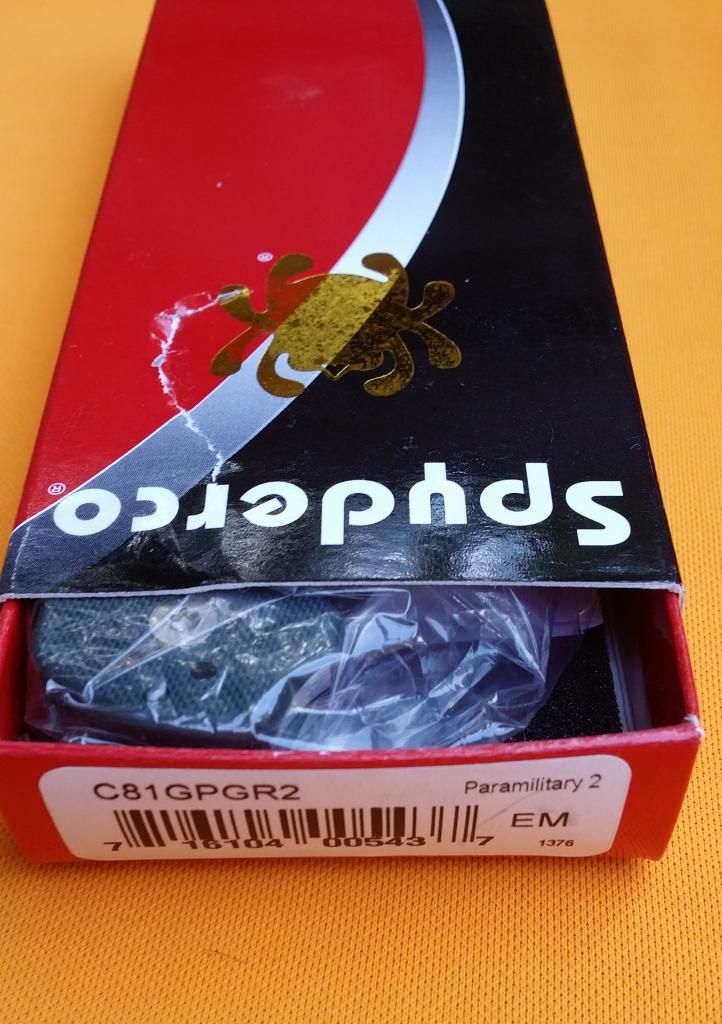 ®
Spyderco®
C81GPGR2
Paramilitary 2
EM
7 16104 00543 7
1376